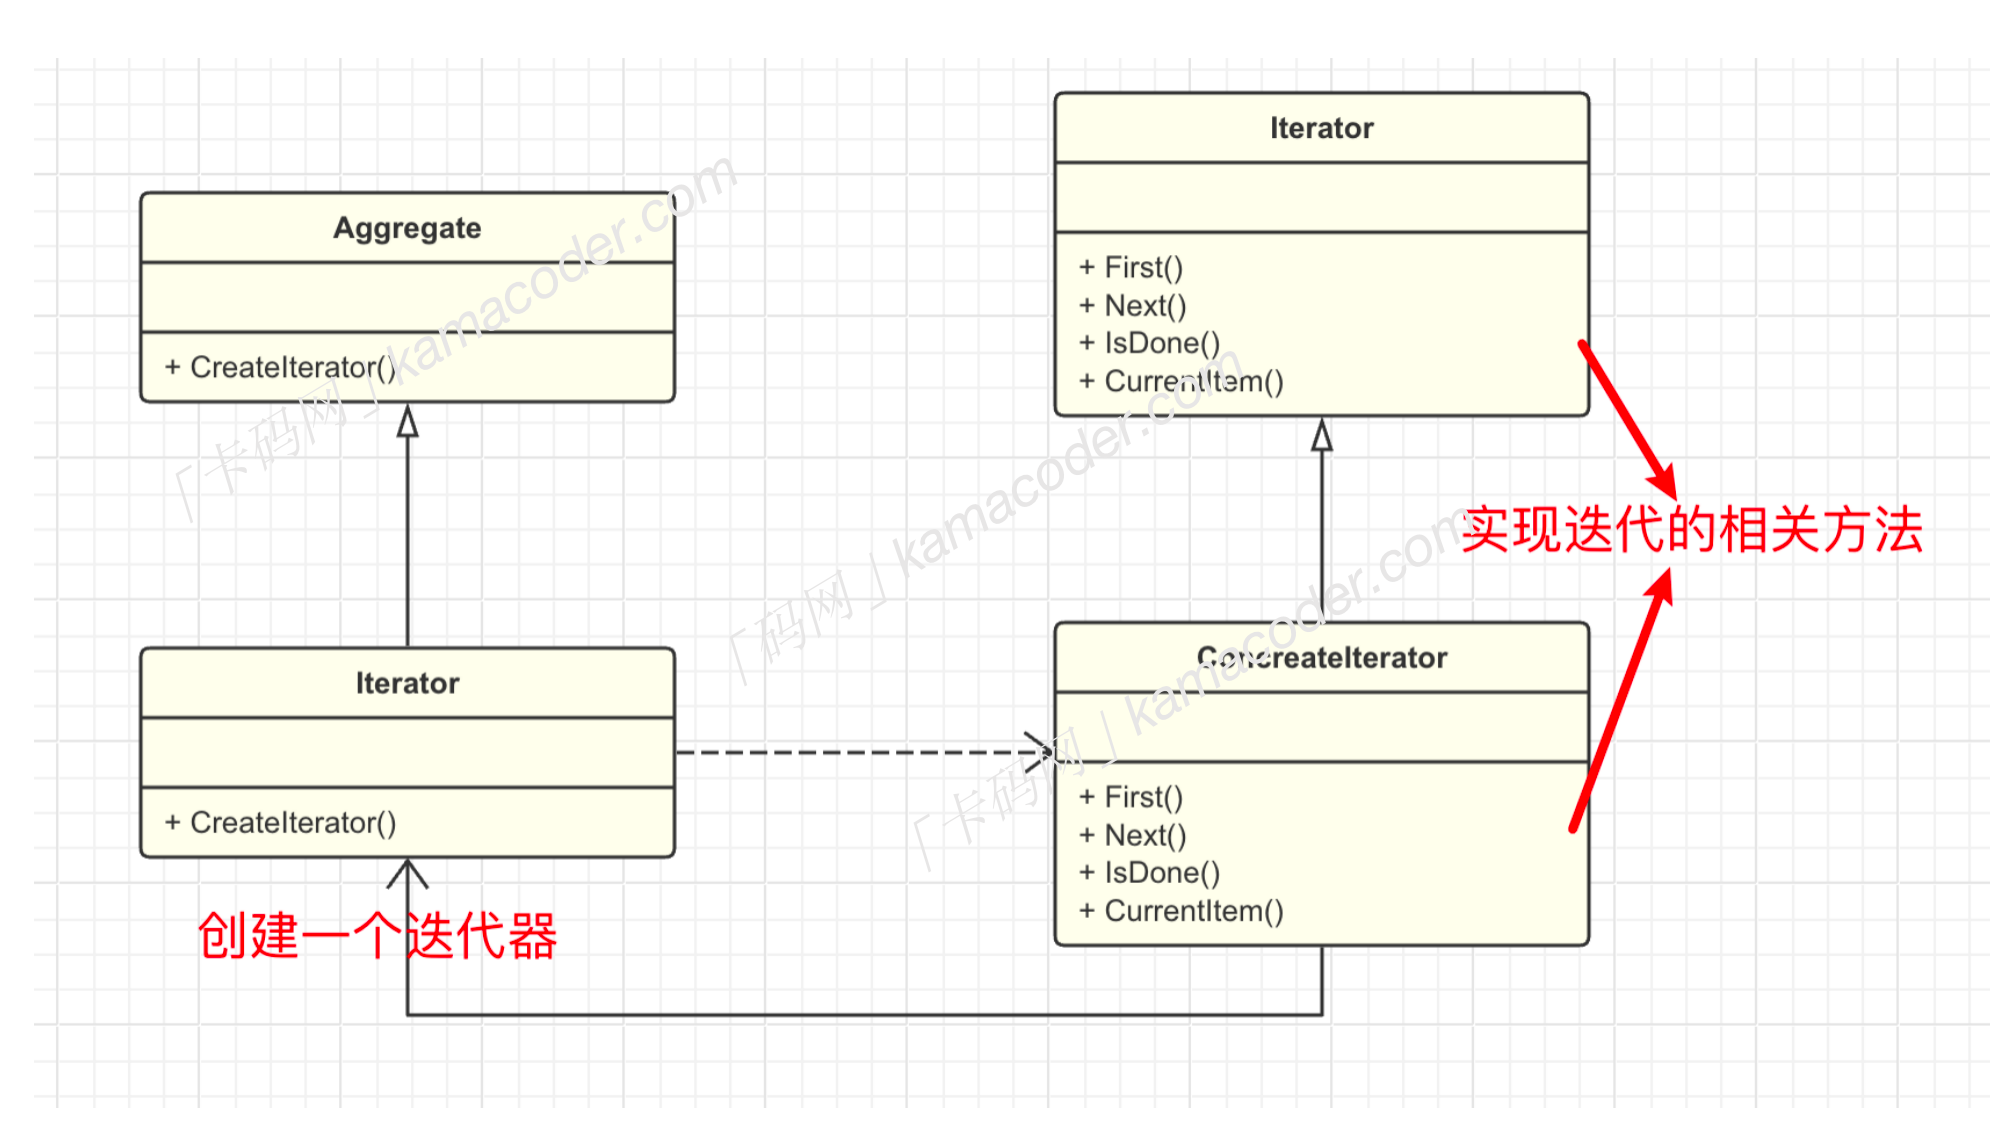 Aggregate
+ CreateIterator()
Iterator
+ First()
+ Next()
+ IsDone()
+ CurrentItem()
实现迭代的相关方法
Iterator
+ CreateIterator()
创建一个迭代器
ConcreateIterator
+ First()
+ Next()
+ IsDone()
+ CurrentItem()
「卡码网」kamacoder.com
「码网」kamacoder.com
「卡码网」kamacoder.com